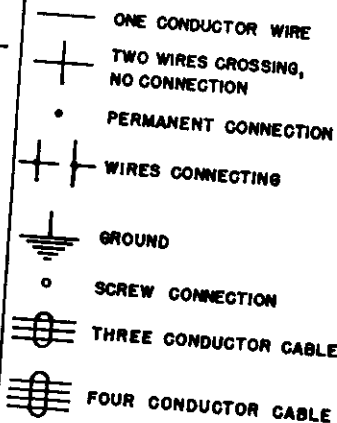 ONE CONDUCTOR WIRE
TWO WIRES CROSSING,
NO CONNECTION
PERMANENT CONNECTION
WIRES CONNECTING
GROUND
SCREW CONNECTION
THREE CONDUCTOR CABLE
FOUR CONDUCTOR CABLE